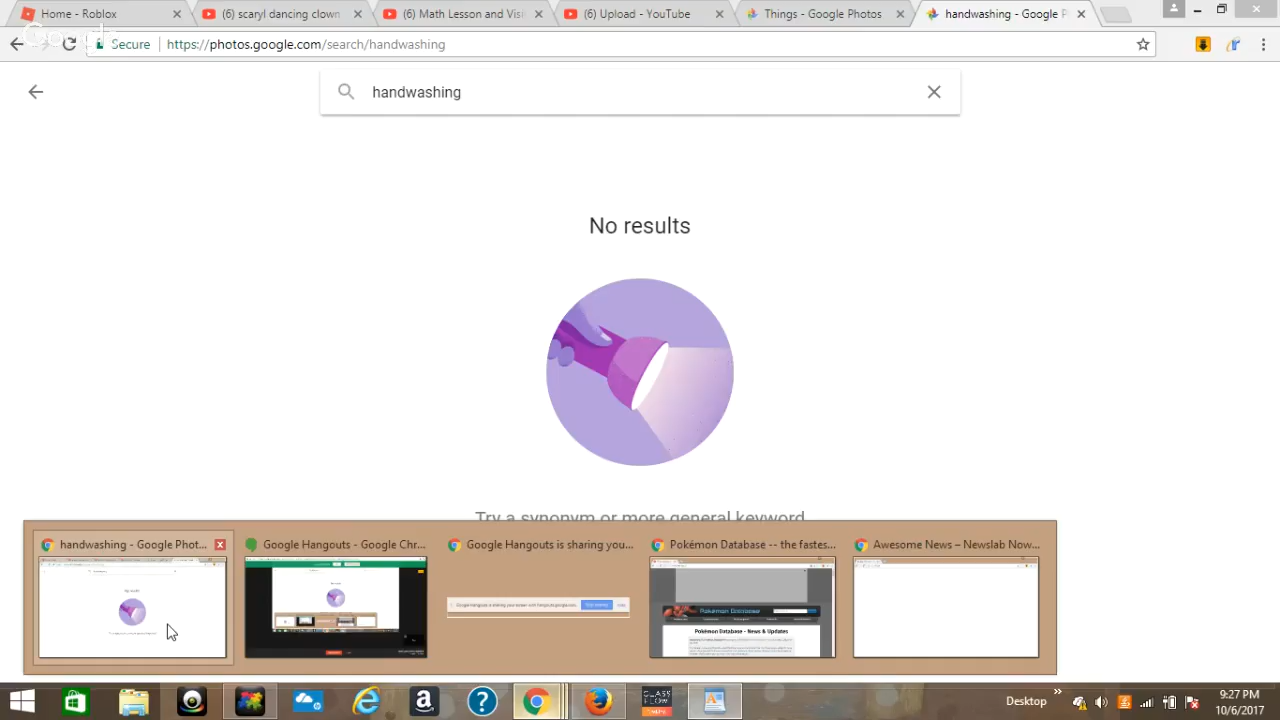 Home - Roblox
(6) scaryl dancing clown
(6) Math Lesson and Vis
(6) Upload - YouTube
Things - Google Photos
handwashing - Google P
Secure https://photos.google.com/search/handwashing
handwashing
No results
Try a synonym or more general keyword
handwashing - Google Phot...
Google Hangouts - Google Chr...
Google Hangouts is sharing you...
Pokémon Database -- the fastes...
Awesome News – Newslab Now...
Pokémon Database - News & Updates
Desktop
9:27 PM
10/6/2017